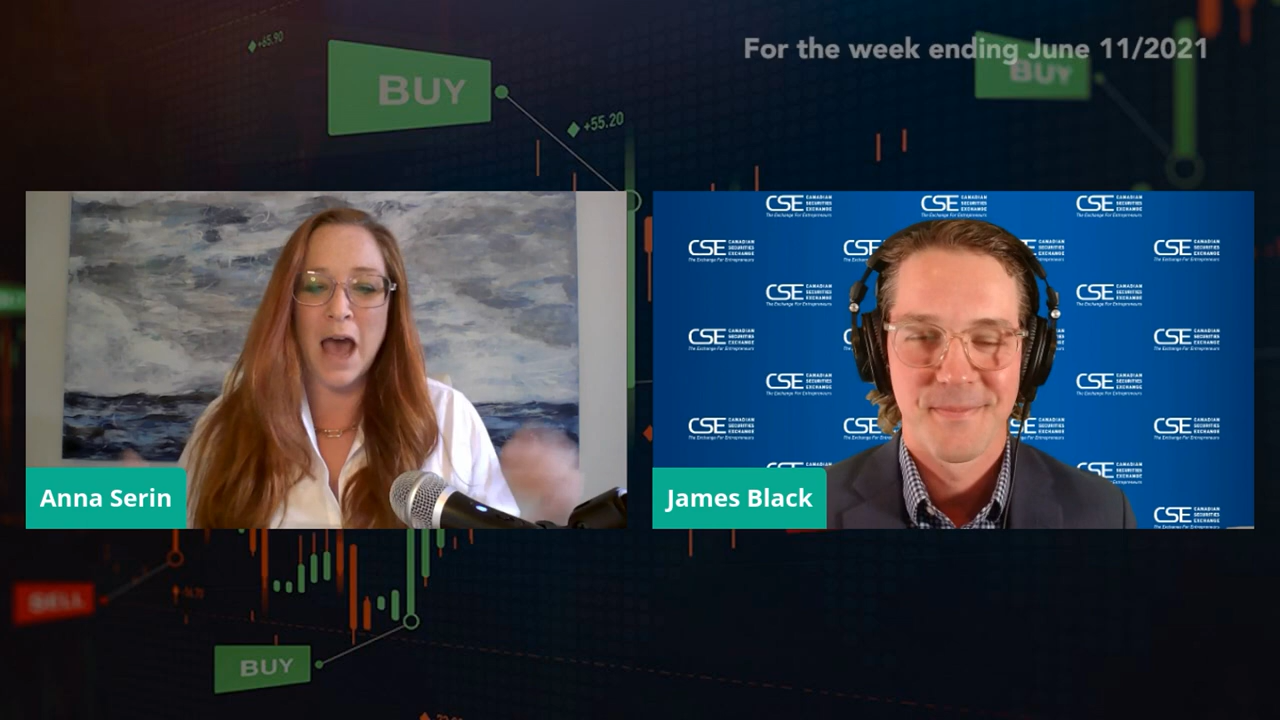 For the week ending June 11/2021
+65.90
BUY
BUY
+55.20
CSE CANADIAN SECURITIES EXCHANGE
The Exchange For Entrepreneurs
Anna Serin
James Black
SELL
BUY